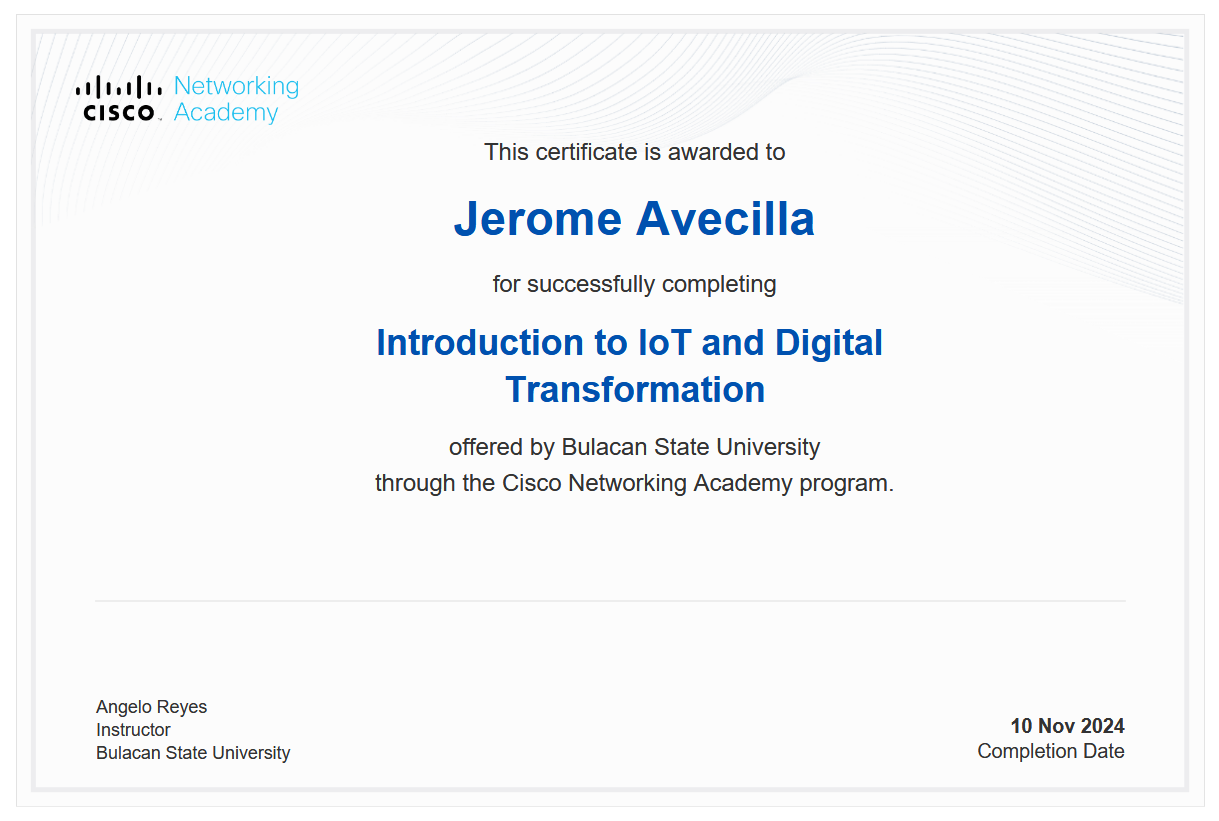 Networking
CISCO Academy
This certificate is awarded to
Jerome Avecilla
for successfully completing
Introduction to IoT and Digital
Transformation
offered by Bulacan State University
through the Cisco Networking Academy program.
Angelo Reyes
Instructor
Bulacan State University
10 Nov 2024
Completion Date